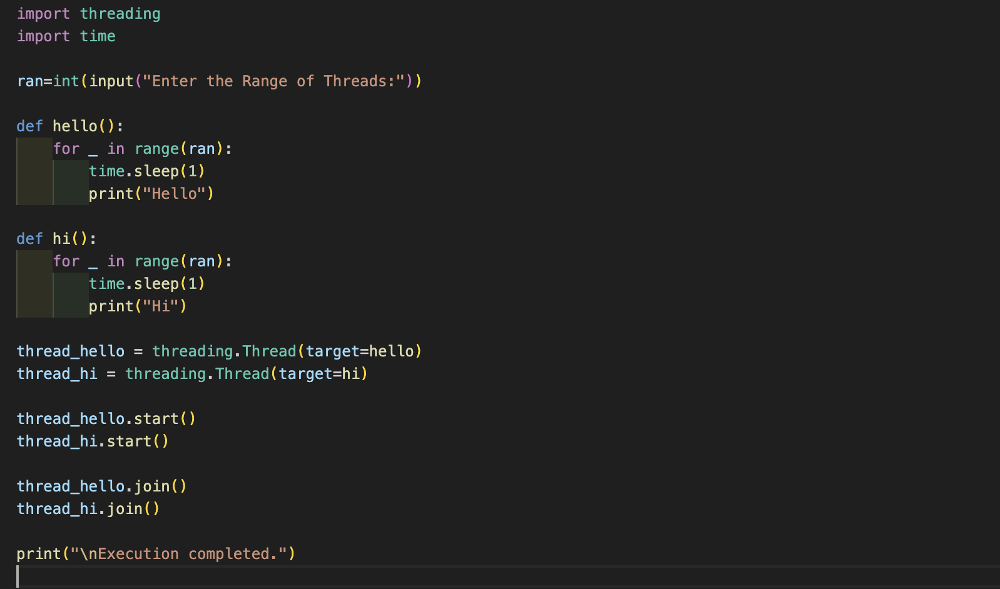 import threading
import time
ran=int(input("Enter the Range of Threads:"))
def hello():
    for _ in range(ran):
        time.sleep(1)
        print("Hello")
def hi():
    for _ in range(ran):
        time.sleep(1)
        print("Hi")
thread_hello = threading.Thread(target=hello)
thread_hi = threading.Thread(target=hi)
thread_hello.start()
thread_hi.start()
thread_hello.join()
thread_hi.join()
print("\nExecution completed.")